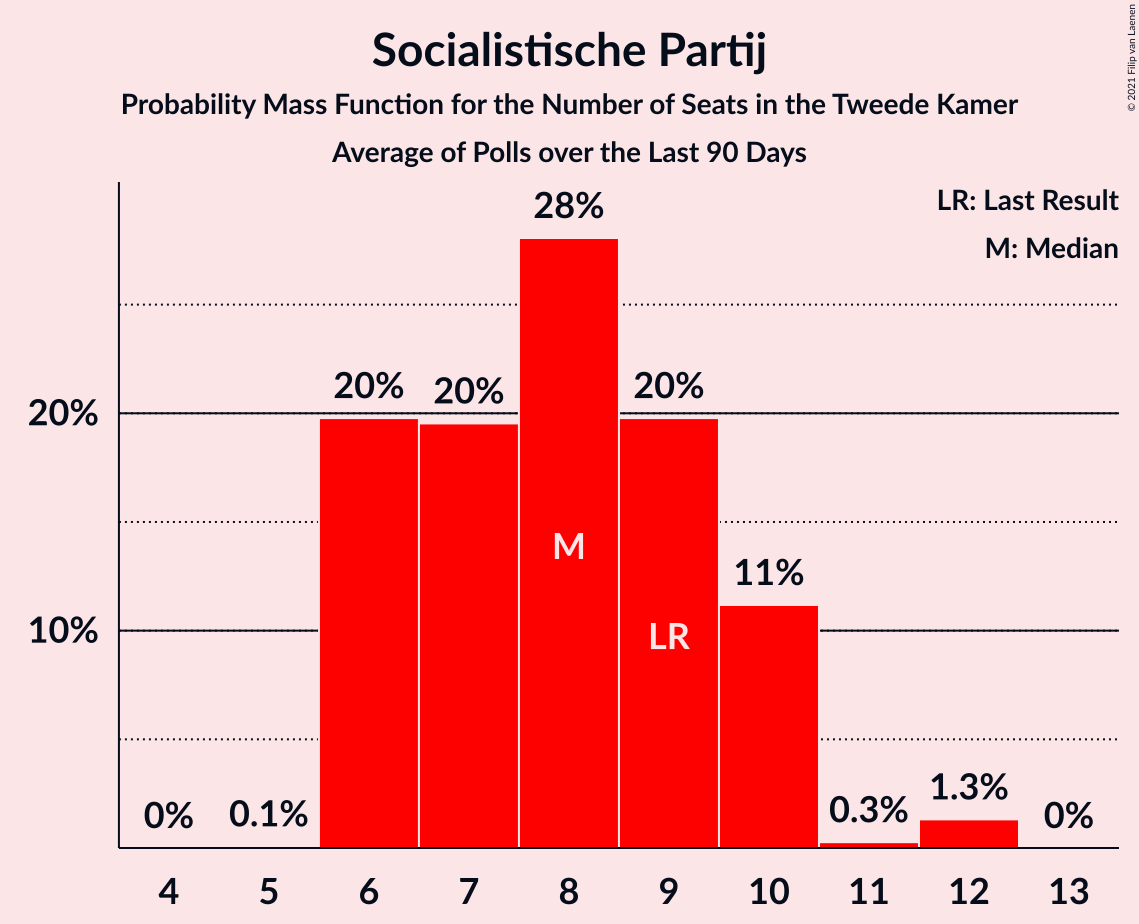 Socialistische Partij
Probability Mass Function for the Number of Seats in the Tweede Kamer
Average of Polls over the Last 90 Days
© 2021 Filip van Laenen
LR: Last Result
M: Median
28%
20%
20%
20%
20%
M
11%
10%
LR
0%
0.1%
0.3%
1.3%
0%
4 5 6 7 8 9 10 11 12 13